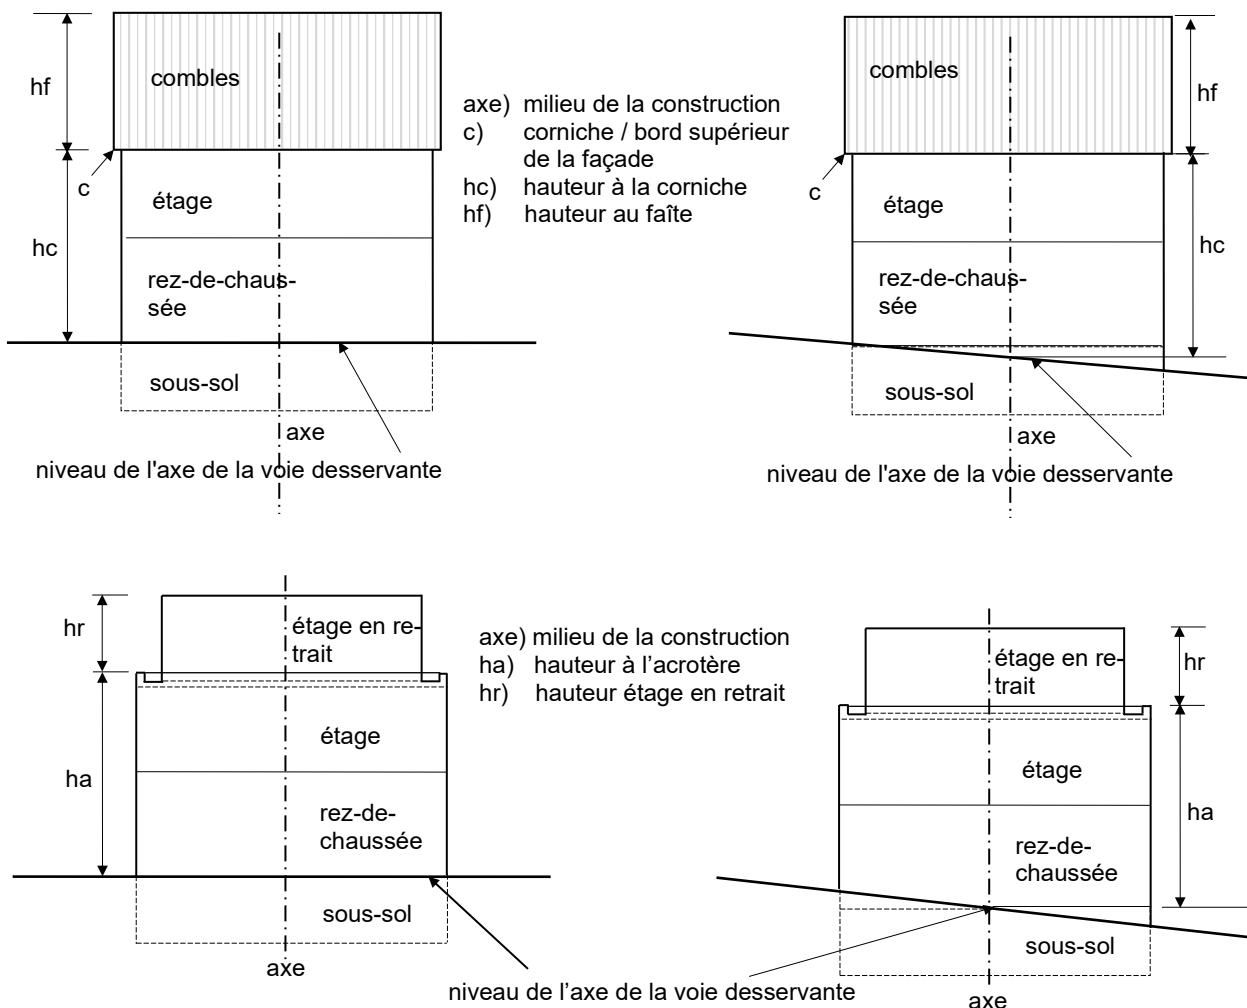 hf
combles
c
étage
hc
rez-de-chaus-
sée
sous-sol
axe
niveau de l'axe de la voie desservante
axe) milieu de la construction
c) corniche / bord supérieur
de la façade
hc) hauteur à la corniche
hf) hauteur au faîte
combles
hf
c
étage
hc
rez-de-chaus-
sée
sous-sol
axe
niveau de l'axe de la voie desservante
hr
étage en re-
trait
étage
ha
rez-de-
chaussée
sous-sol
axe
axe) milieu de la construction
ha) hauteur à l’acrotère
hr) hauteur étage en retrait
étage en re-
trait
hr
étage
ha
rez-de-
chaussée
sous-sol
axe
niveau de l’axe de la voie desservante